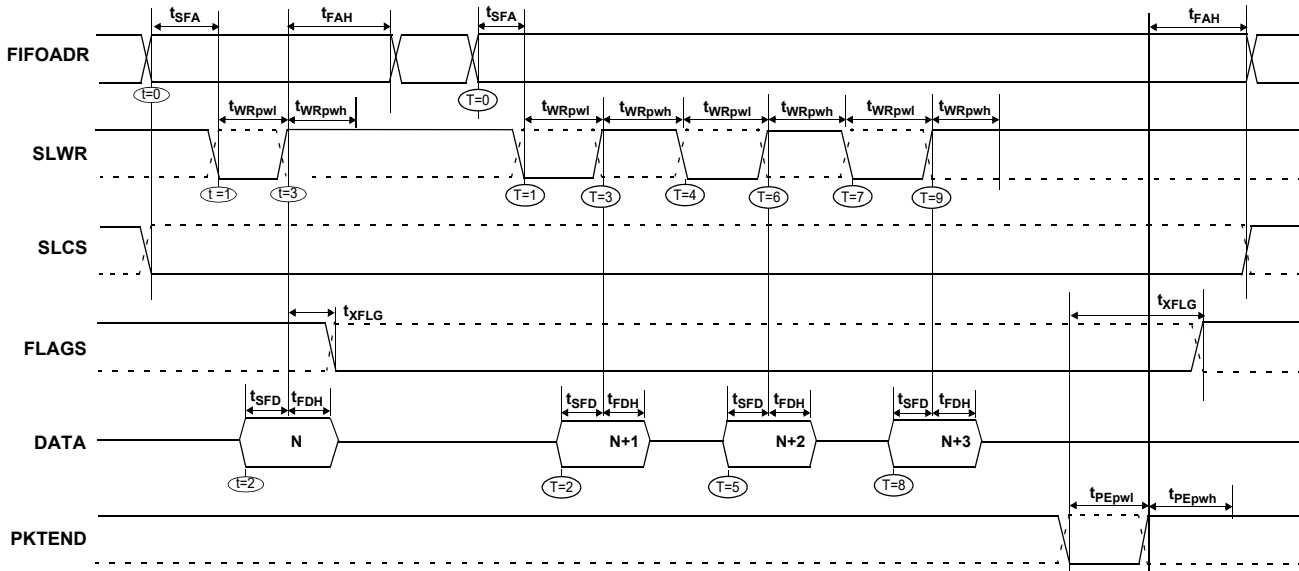 tSFA tFAH tSFA tFAH
FIFOADR
t=0 T=0
tWRpwl tWRpwh tWRpwl tWRpwh tWRpwl tWRpwh tWRpwl tWRpwh
SLWR
t =1 t=3 T=1 T=3 T=4 T=6 T=7 T=9
SLCS
tXFLG tXFLG
FLAGS
tSFD tFDH tSFD tFDH tSFD tFDH tSFD tFDH
DATA N N+1 N+2 N+3
t=2 T=2 T=5 T=8
tPEpwl tPEpwh
PKTEND